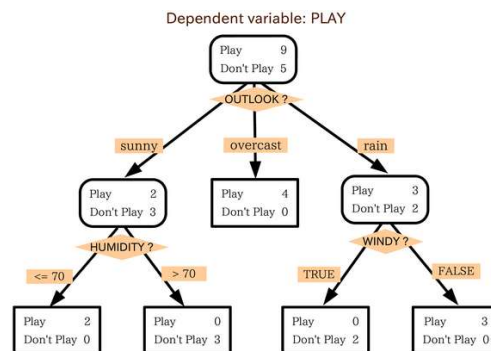 Dependent variable: PLAY
Play 9
Don't Play 5
OUTLOOK ?
sunny
overcast
rain
Play 2
Don't Play 3
Play 4
Don't Play 0
Play 3
Don't Play 2
HUMIDITY ?
WINDY ?
<= 70
> 70
TRUE
FALSE
Play 2
Don't Play 0
Play 0
Don't Play 3
Play 0
Don't Play 2
Play 3
Don't Play 0